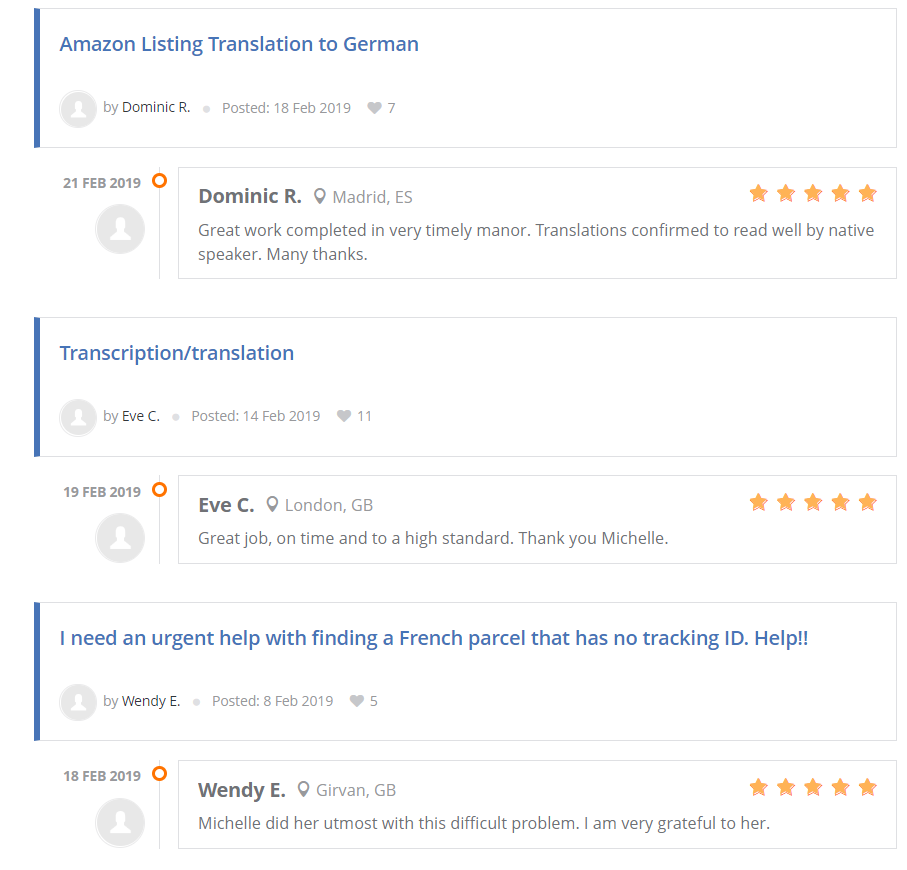 Amazon Listing Translation to German
by Dominic R. Posted: 18 Feb 2019 7
21 FEB 2019
Dominic R. Madrid, ES
Great work completed in very timely manor. Translations confirmed to read well by native
speaker. Many thanks.
Transcription/translation
by Eve C. Posted: 14 Feb 2019 11
19 FEB 2019
Eve C. London, GB
Great job, on time and to a high standard. Thank you Michelle.
I need an urgent help with finding a French parcel that has no tracking ID. Help!!
by Wendy E. Posted: 8 Feb 2019 5
18 FEB 2019
Wendy E. Girvan, GB
Michelle did her utmost with this difficult problem. I am very grateful to her.